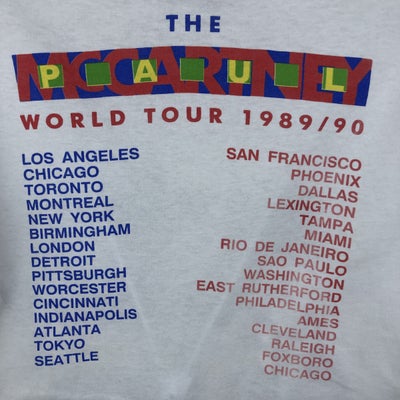 THE
PAUL
McCARTNEY
WORLD TOUR 1989/90
LOS ANGELES
CHICAGO
TORONTO
MONTREAL
NEW YORK
BIRMINGHAM
LONDON
DETROIT
PITTSBURGH
WORCESTER
CINCINNATI
INDIANAPOLIS
ATLANTA
TOKYO
SEATTLE
SAN FRANCISCO
PHOENIX
DALLAS
LEXINGTON
TAMPA
MIAMI
RIO DE JANEIRO
SAO PAULO
WASHINGTON
EAST RUTHERFORD
PHILADELPHIA
AMES
CLEVELAND
RALEIGH
FOXBORO
CHICAGO